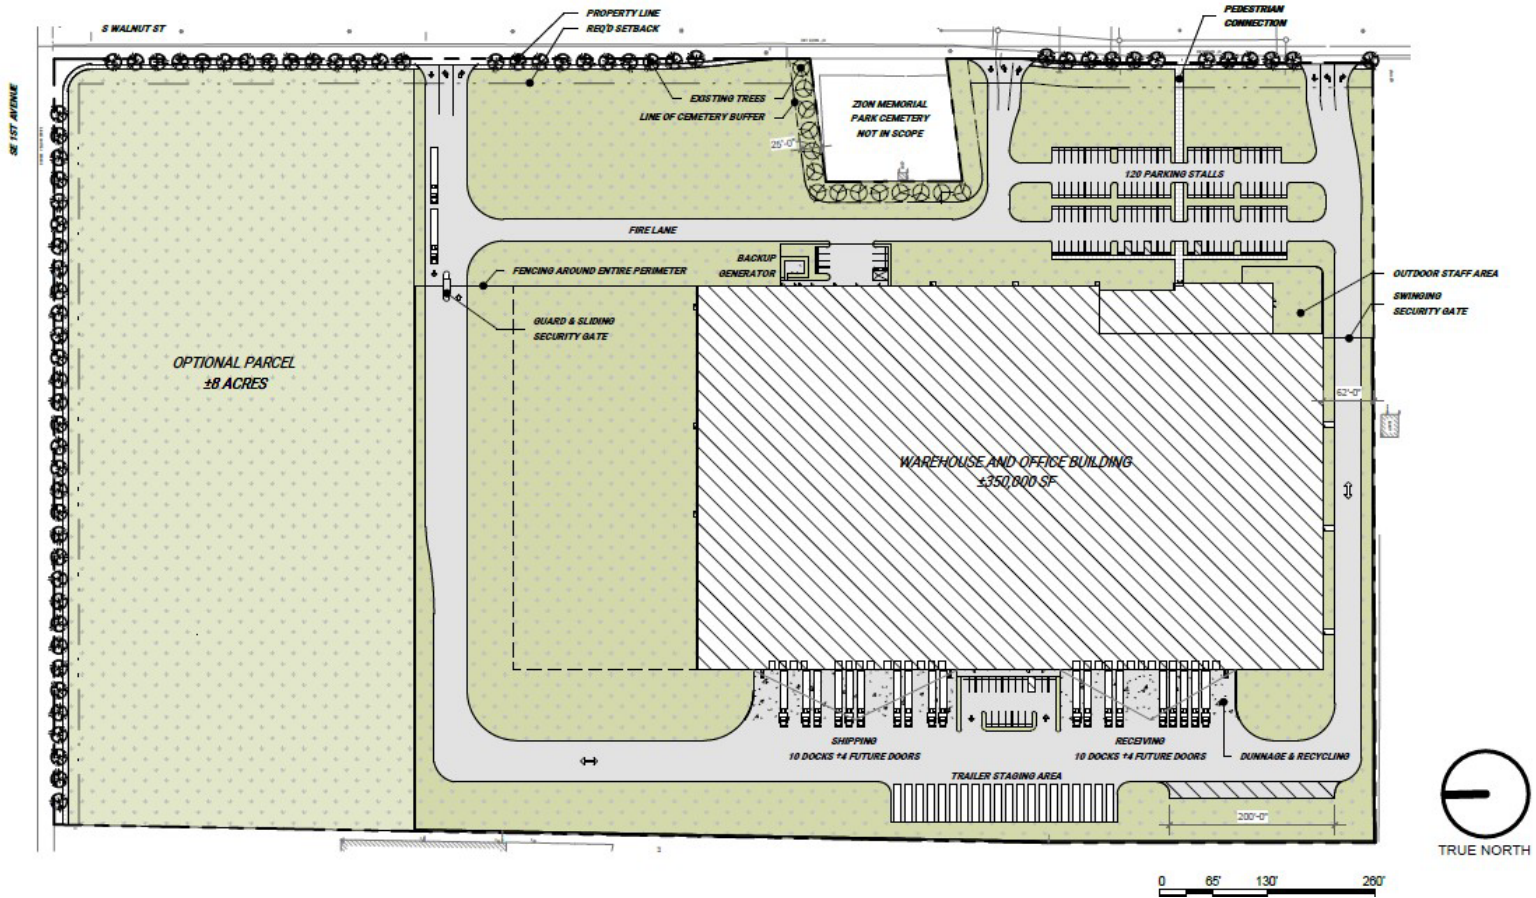 S WALNUT ST
PROPERTY LINE
REQ'D SETBACK
PEDESTRIAN
CONNECTION
SE 1ST AVENUE
EXISTING TREES
LINE OF CEMETERY BUFFER
25'-0"
ZION MEMORIAL
PARK CEMETERY
NOT IN SCOPE
120 PARKING STALLS
FIRE LANE
BACKUP
GENERATOR
FENCING AROUND ENTIRE PERIMETER
OUTDOOR STAFF AREA
SWINGING
SECURITY GATE
GUARD & SLIDING
SECURITY GATE
OPTIONAL PARCEL
±8 ACRES
62'-0"
WAREHOUSE AND OFFICE BUILDING
±350,000 SF
SHIPPING
10 DOCKS +4 FUTURE DOORS
RECEIVING
10 DOCKS +4 FUTURE DOORS
DUNNAGE & RECYCLING
TRAILER STAGING AREA
200'-0"
TRUE NORTH
0 65' 130' 260'